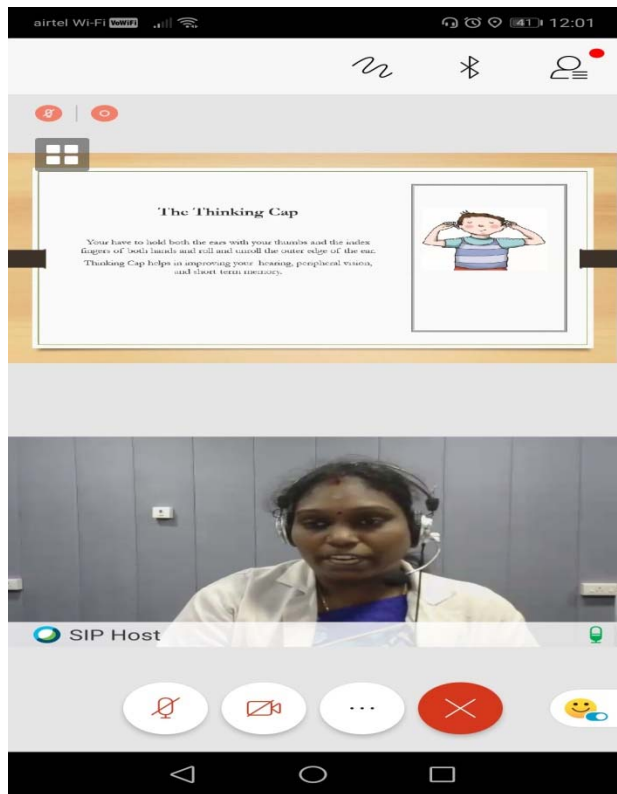 airtel Wi-Fi VoWiFi 41 12:01
The Thinking Cap
Your have to hold both the ears with your thumbs and the index
fingers of both hands and roll and unroll the outer edge of the ear.
Thinking Cap helps in improving your hearing, peripheral vision,
and short term memory.
SIP Host